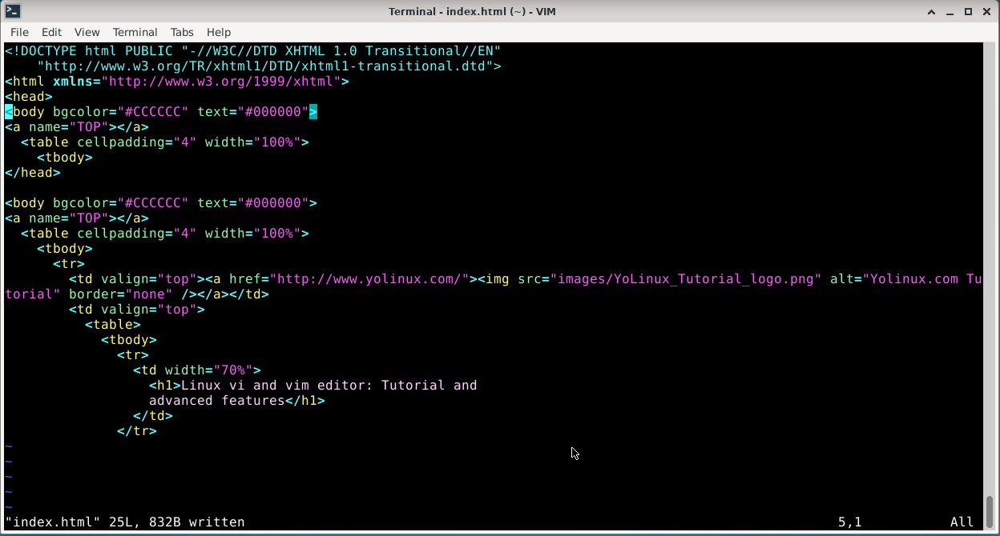 Terminal - index.html (~) - VIM
File Edit View Terminal Tabs Help
<!DOCTYPE html PUBLIC "-//W3C//DTD XHTML 1.0 Transitional//EN"
    "http://www.w3.org/TR/xhtml1/DTD/xhtml1-transitional.dtd">
<html xmlns="http://www.w3.org/1999/xhtml">
<head>
<body bgcolor="#CCCCCC" text="#000000">
<a name="TOP"></a>
  <table cellpadding="4" width="100%">
    <tbody>
</head>

<body bgcolor="#CCCCCC" text="#000000">
<a name="TOP"></a>
  <table cellpadding="4" width="100%">
    <tbody>
      <tr>
        <td valign="top"><a href="http://www.yolinux.com/"><img src="images/YoLinux_Tutorial_logo.png" alt="Yolinux.com Tu
torial" border="none" /></a></td>
        <td valign="top">
          <table>
            <tbody>
              <tr>
                <td width="70%">
                  <h1>Linux vi and vim editor: Tutorial and
                  advanced features</h1>
                </td>
              </tr>
~
~
~
~
~
"index.html" 25L, 832B written 5,1 All